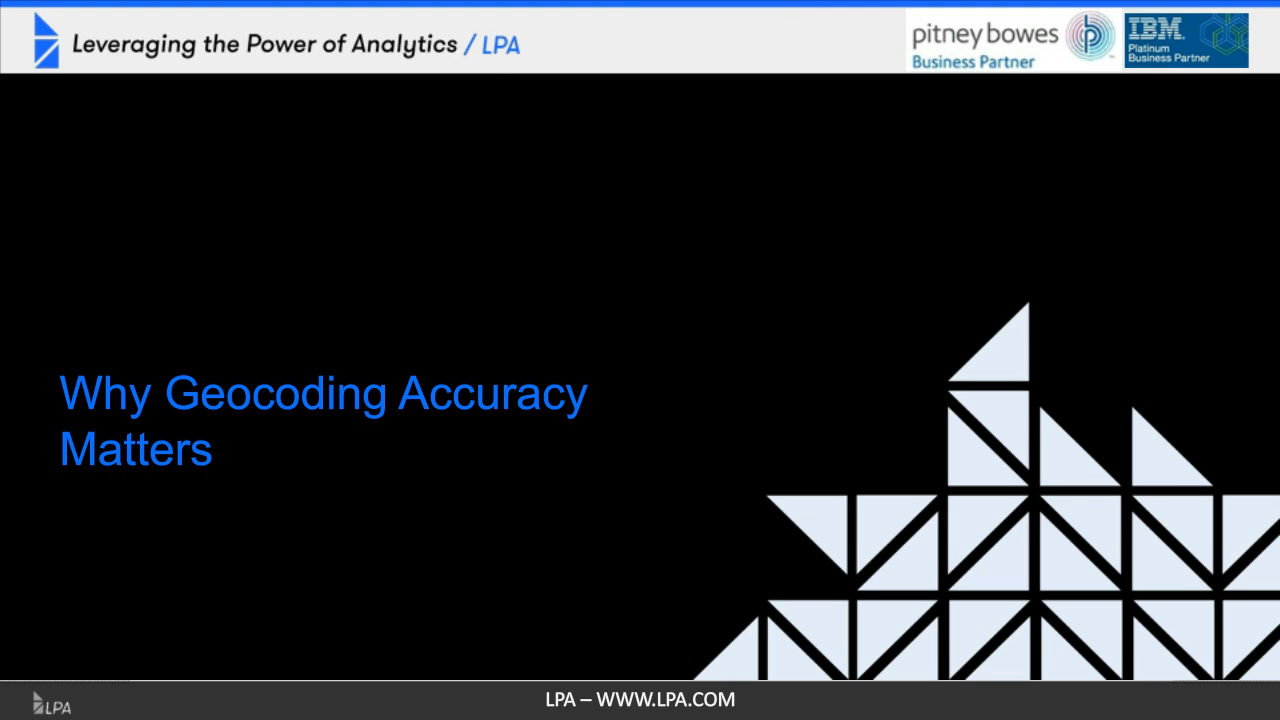 Leveraging the Power of Analytics / LPA
pitney bowes
Business Partner
IBM
Platinum
Business Partner
Why Geocoding Accuracy
Matters
LPA
LPA – WWW.LPA.COM